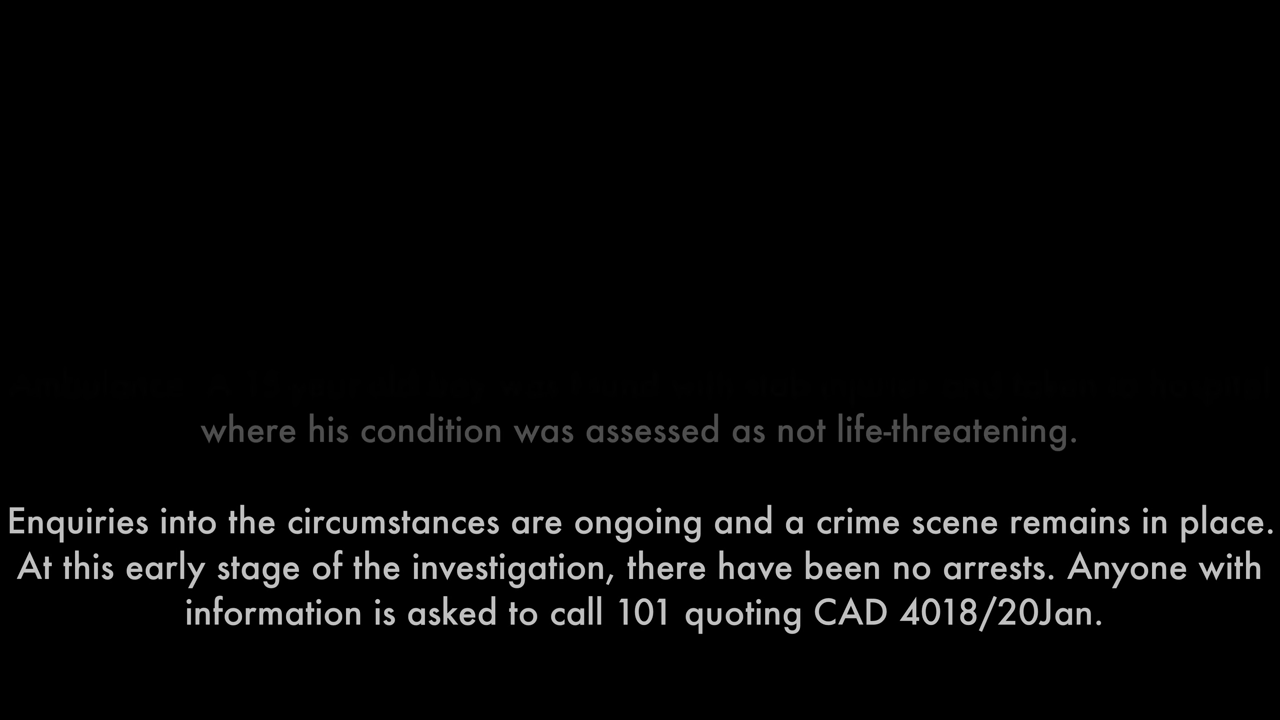 where his condition was assessed as not life-threatening.
Enquiries into the circumstances are ongoing and a crime scene remains in place.
At this early stage of the investigation, there have been no arrests. Anyone with
information is asked to call 101 quoting CAD 4018/20Jan.